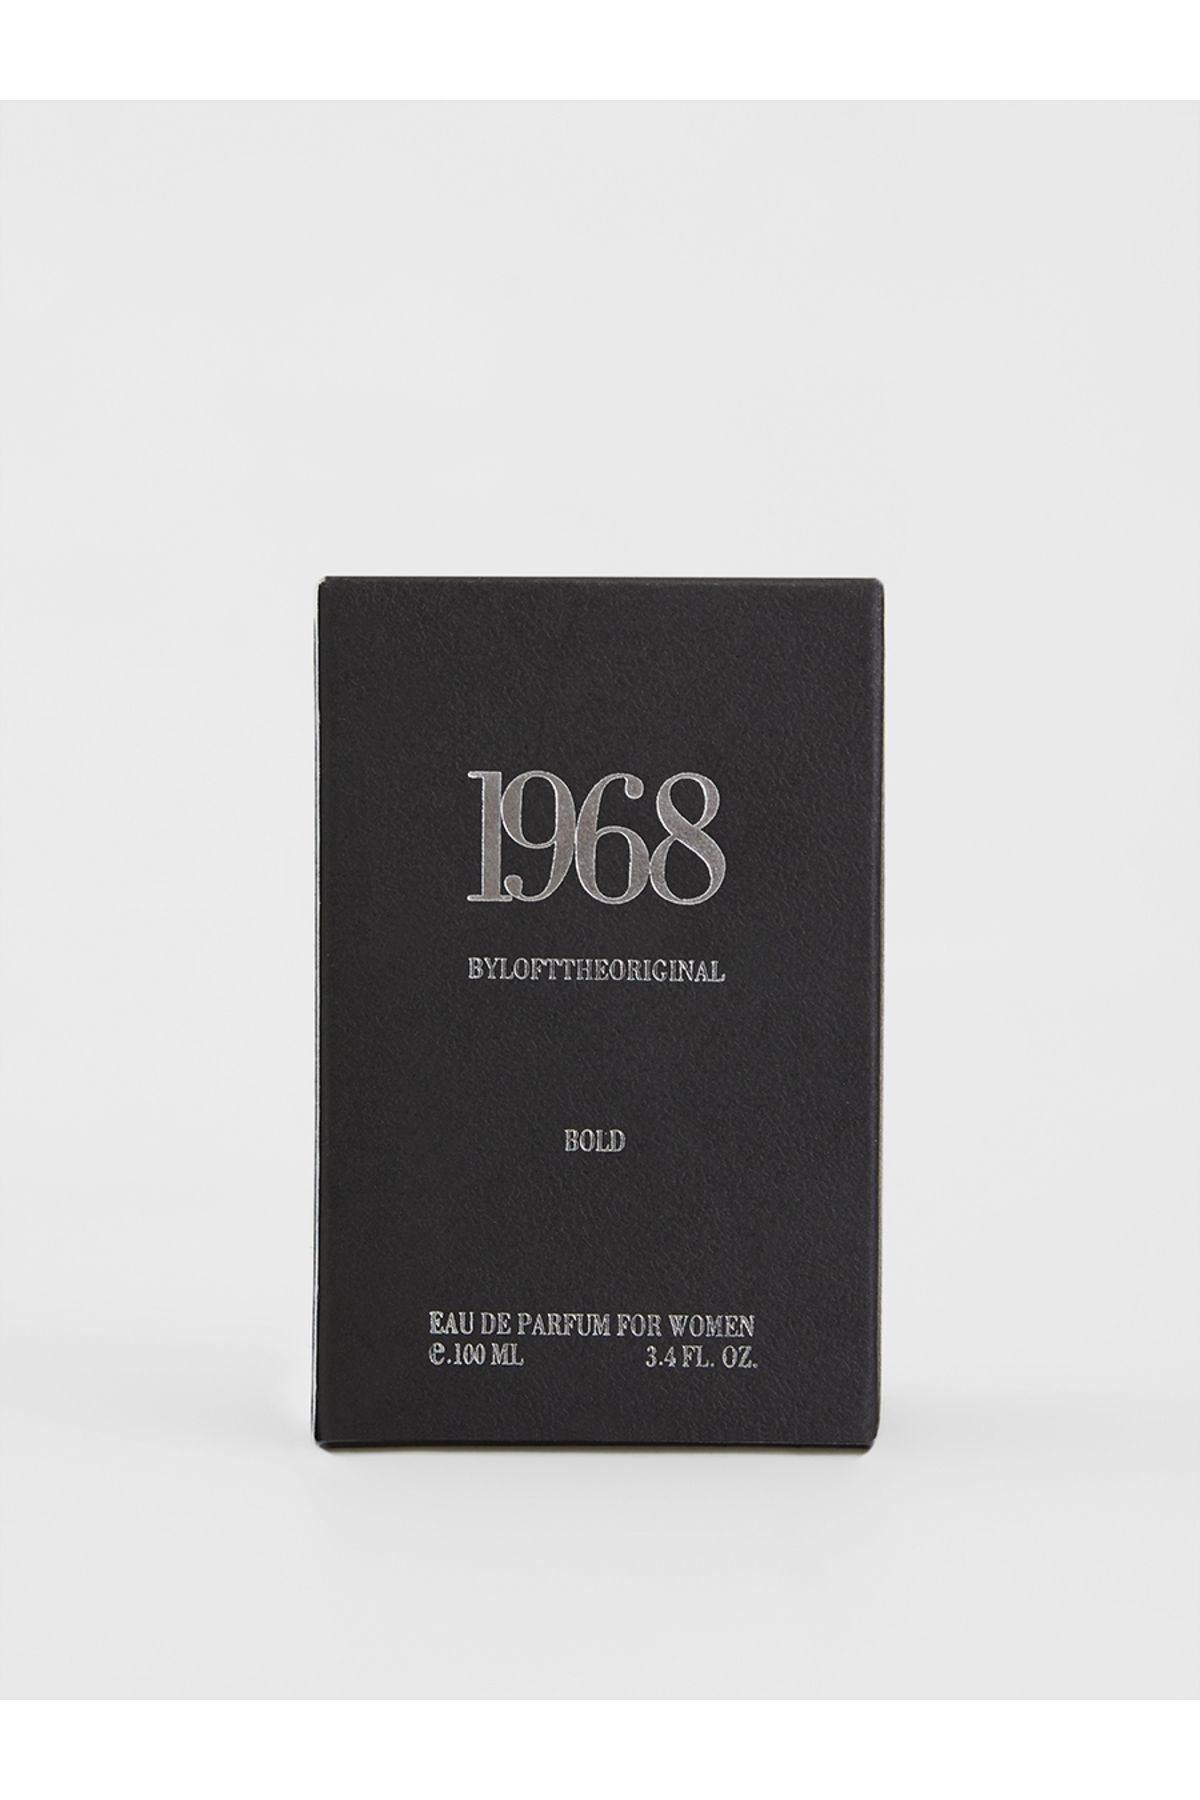 1968
BYLOFTTHEORIGINAL
BOLD
EAU DE PARFUM FOR WOMEN
e.100 ML 3.4 FL. OZ.